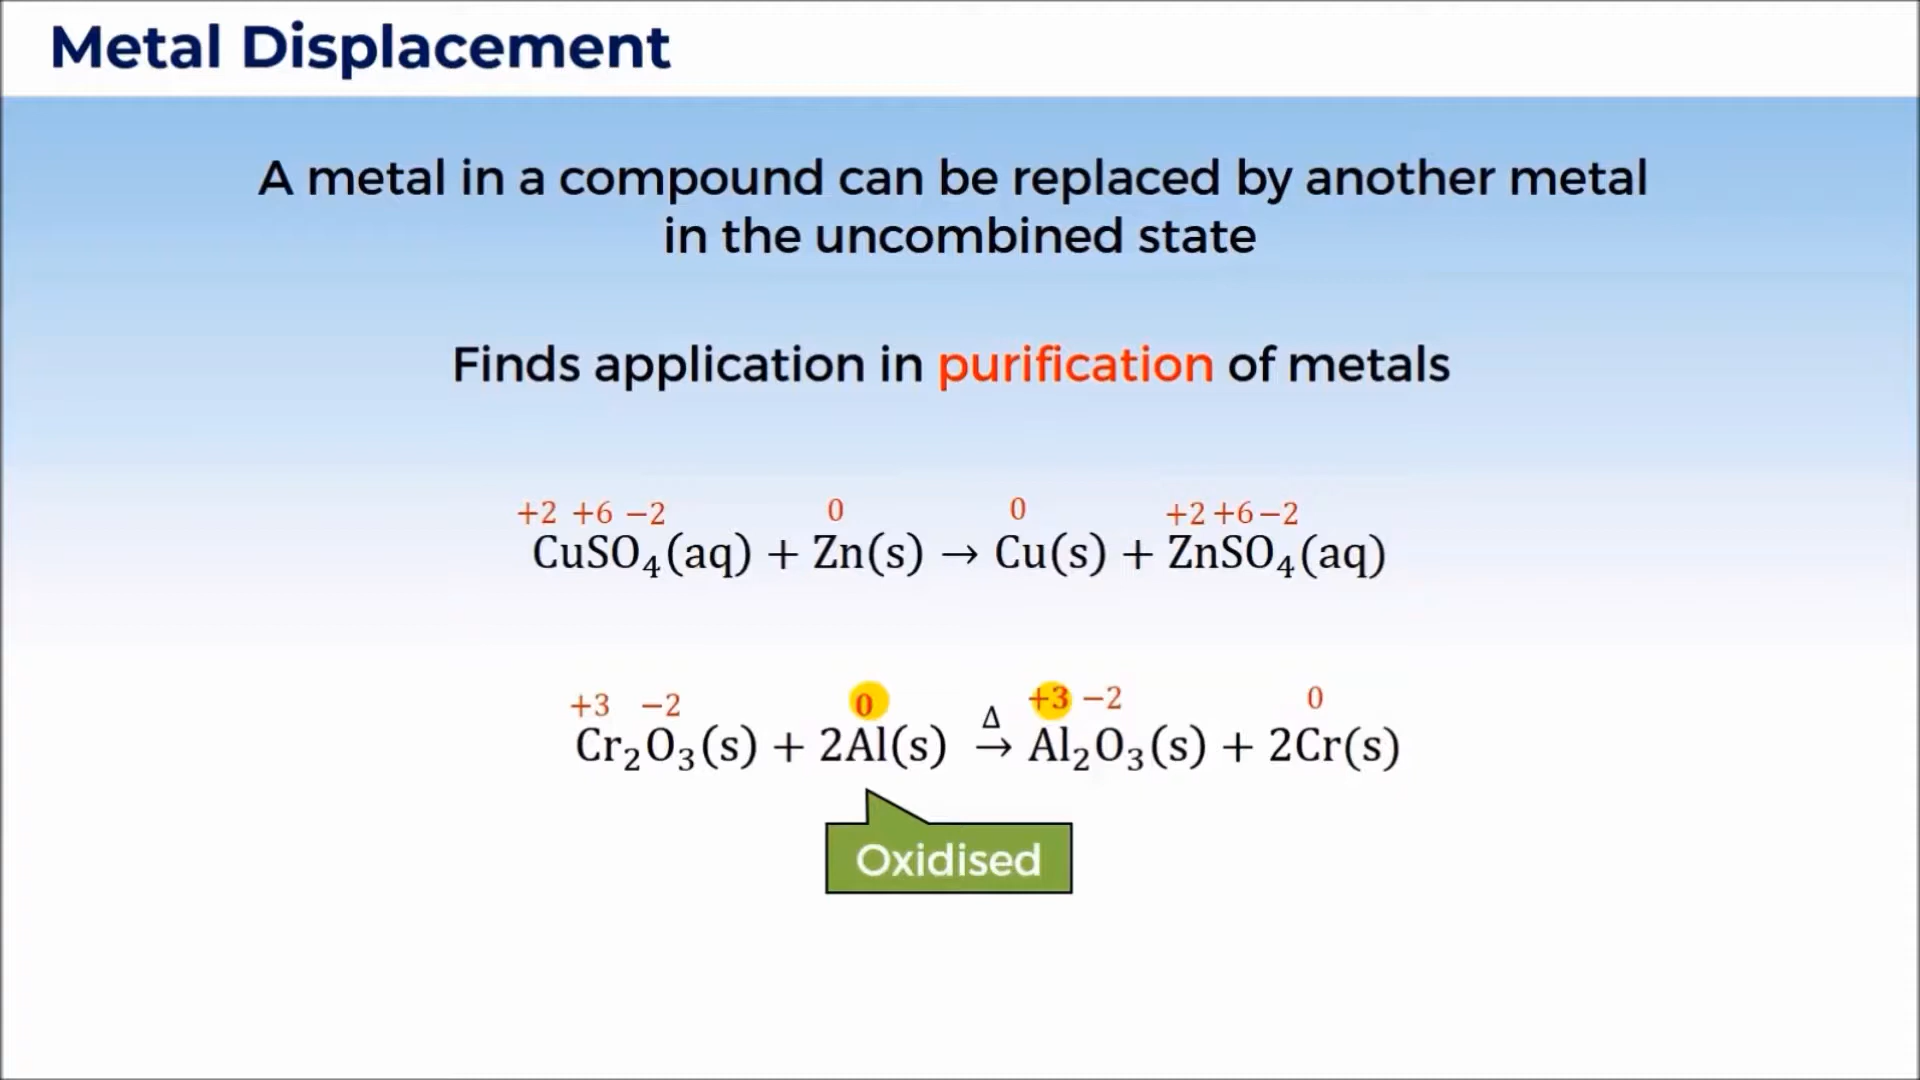 Metal Displacement
A metal in a compound can be replaced by another metal
in the uncombined state
Finds application in purification of metals
+2 +6 −2 0 0 +2 +6 −2
CuSO₄(aq) + Zn(s) → Cu(s) + ZnSO₄(aq)
+3 −2 0 +3 −2 0
Cr₂O₃(s) + 2Al(s) Δ→ Al₂O₃(s) + 2Cr(s)
Oxidised